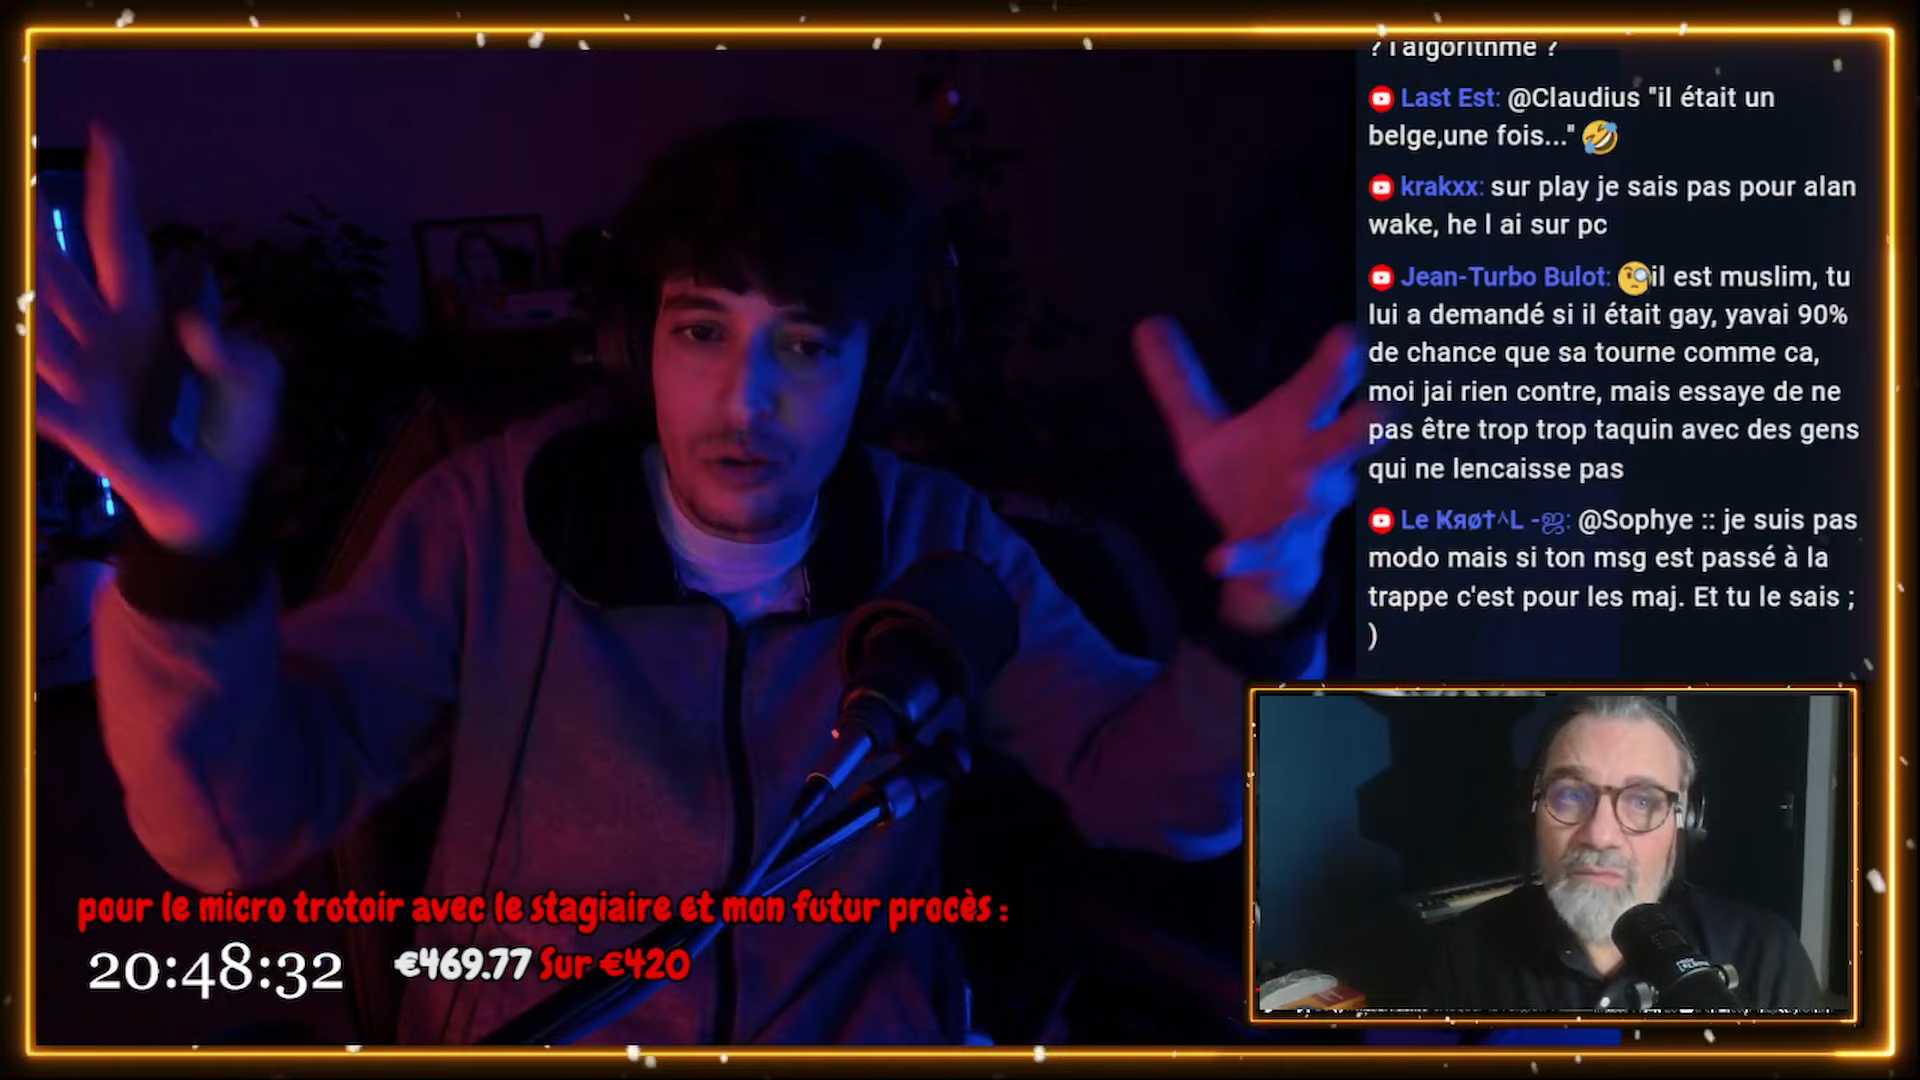 ? l'algorithme ?
Last Est: @Claudius "il était un
belge,une fois..." 🤣
krakxx: sur play je sais pas pour alan
wake, he l ai sur pc
Jean-Turbo Bulot: 🧐il est muslim, tu
lui a demandé si il était gay, yavai 90%
de chance que sa tourne comme ca,
moi jai rien contre, mais essaye de ne
pas être trop trop taquin avec des gens
qui ne lencaisse pas
Le Kяø†^L -ஜ: @Sophye :: je suis pas
modo mais si ton msg est passé à la
trappe c'est pour les maj. Et tu le sais ;
)
pour le micro trotoir avec le stagiaire et mon futur procès :
20:48:32 €469.77 Sur €420